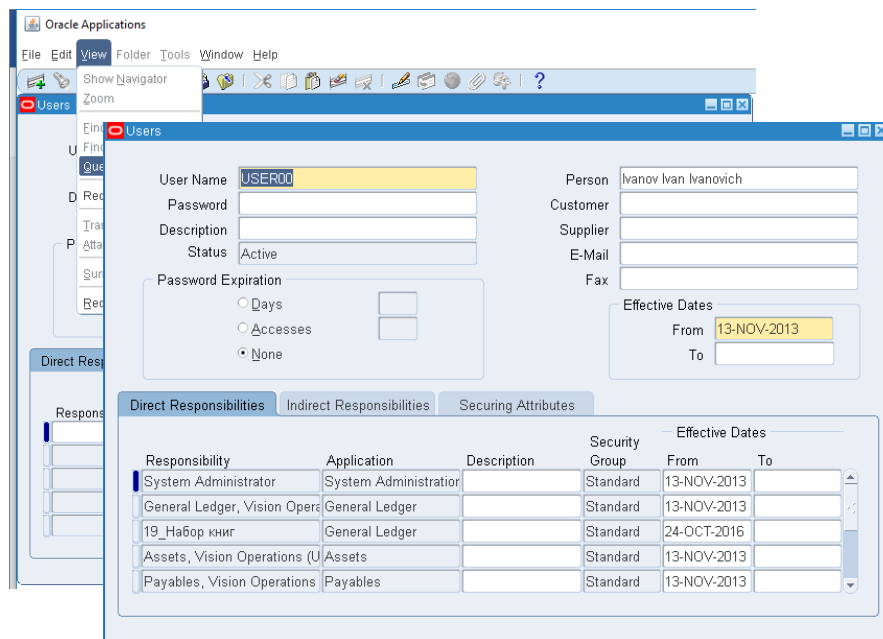 Oracle Applications
File Edit View Folder Tools Window Help
Show Navigator
Zoom
Users
Users
User Name USER00
Password
Description
Status Active
Person Ivanov Ivan Ivanovich
Customer
Supplier
E-Mail
Fax
Password Expiration
Days
Accesses
None
Effective Dates
From 13-NOV-2013
To
Direct Responsibilities Indirect Responsibilities Securing Attributes
Effective Dates
Security
Responsibility Application Description Group From To
System Administrator System Administration Standard 13-NOV-2013
General Ledger, Vision Opera General Ledger Standard 13-NOV-2013
19_Набор книг General Ledger Standard 24-OCT-2016
Assets, Vision Operations (U Assets Standard 13-NOV-2013
Payables, Vision Operations Payables Standard 13-NOV-2013